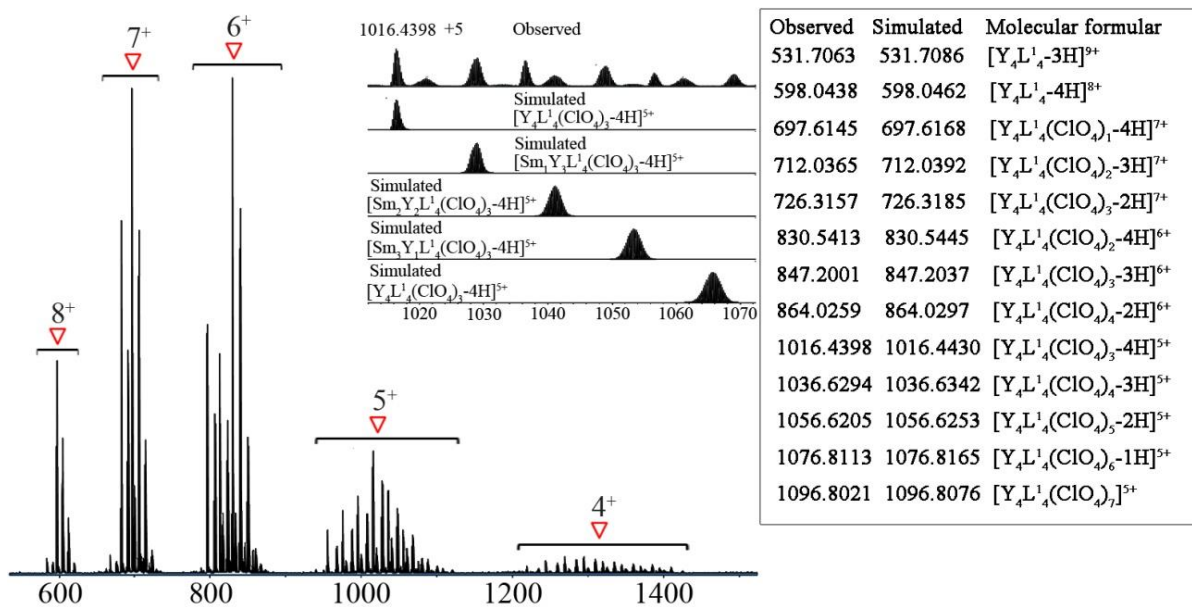 8⁺
7⁺
6⁺
5⁺
4⁺
600 800 1000 1200 1400
1016.4398 +5 Observed
Simulated
[Y₄L¹₄(ClO₄)₃-4H]⁵⁺
Simulated
[Sm₁Y₃L¹₄(ClO₄)₃-4H]⁵⁺
Simulated
[Sm₂Y₂L¹₄(ClO₄)₃-4H]⁵⁺
Simulated
[Sm₃Y₁L¹₄(ClO₄)₃-4H]⁵⁺
Simulated
[Y₄L¹₄(ClO₄)₃-4H]⁵⁺
1020 1030 1040 1050 1060 1070
Observed Simulated Molecular formular
531.7063 531.7086 [Y₄L¹₄-3H]⁹⁺
598.0438 598.0462 [Y₄L¹₄-4H]⁸⁺
697.6145 697.6168 [Y₄L¹₄(ClO₄)₁-4H]⁷⁺
712.0365 712.0392 [Y₄L¹₄(ClO₄)₂-3H]⁷⁺
726.3157 726.3185 [Y₄L¹₄(ClO₄)₃-2H]⁷⁺
830.5413 830.5445 [Y₄L¹₄(ClO₄)₂-4H]⁶⁺
847.2001 847.2037 [Y₄L¹₄(ClO₄)₃-3H]⁶⁺
864.0259 864.0297 [Y₄L¹₄(ClO₄)₄-2H]⁶⁺
1016.4398 1016.4430 [Y₄L¹₄(ClO₄)₃-4H]⁵⁺
1036.6294 1036.6342 [Y₄L¹₄(ClO₄)₄-3H]⁵⁺
1056.6205 1056.6253 [Y₄L¹₄(ClO₄)₅-2H]⁵⁺
1076.8113 1076.8165 [Y₄L¹₄(ClO₄)₆-1H]⁵⁺
1096.8021 1096.8076 [Y₄L¹₄(ClO₄)₇]⁵⁺